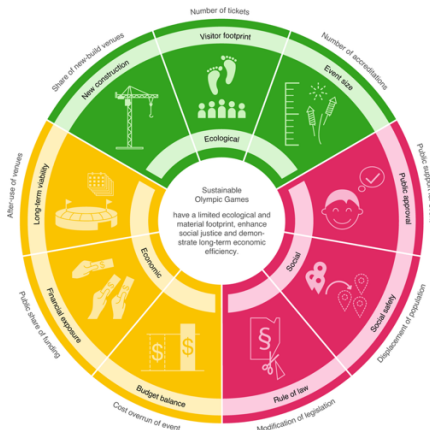 Number of tickets
Share of new-build venues
Number of accreditations
Visitor footprint
New construction
Event size
Ecological
After-use of venues
Long-term viability
Public approval
Public
Sustainable
Olympic Games
have a limited ecological and
material footprint, enhance
social justice and demon-
strate long-term economic
efficiency.
Economic
Social
Public share of funding
Financial exposure
$
$
§
Social safety
Displacement of population
Budget balance
Rule of law
Cost overrun of event
Modification of legislation